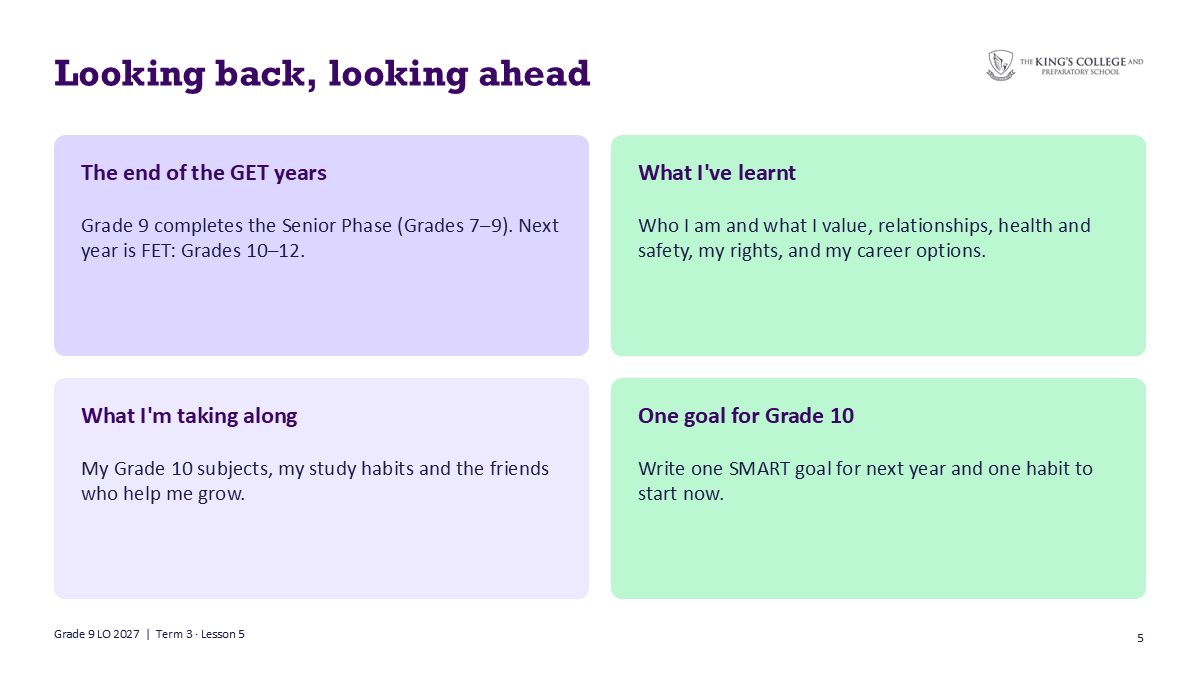 Looking back, looking ahead
THE KING'S COLLEGE AND
PREPARATORY SCHOOL
The end of the GET years
Grade 9 completes the Senior Phase (Grades 7–9). Next
year is FET: Grades 10–12.
What I've learnt
Who I am and what I value, relationships, health and
safety, my rights, and my career options.
What I'm taking along
My Grade 10 subjects, my study habits and the friends
who help me grow.
One goal for Grade 10
Write one SMART goal for next year and one habit to
start now.
Grade 9 LO 2027 | Term 3 · Lesson 5
5